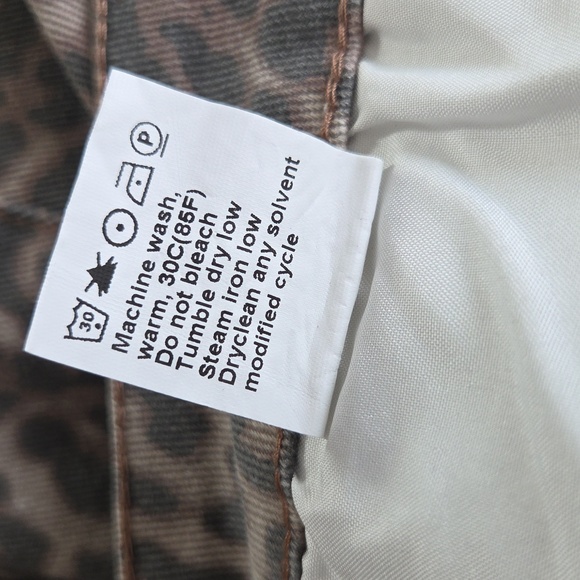 30
P
Machine wash,
warm, 30C(85F)
Do not bleach
Tumble dry low
Steam iron low
Dryclean any solvent
modified cycle